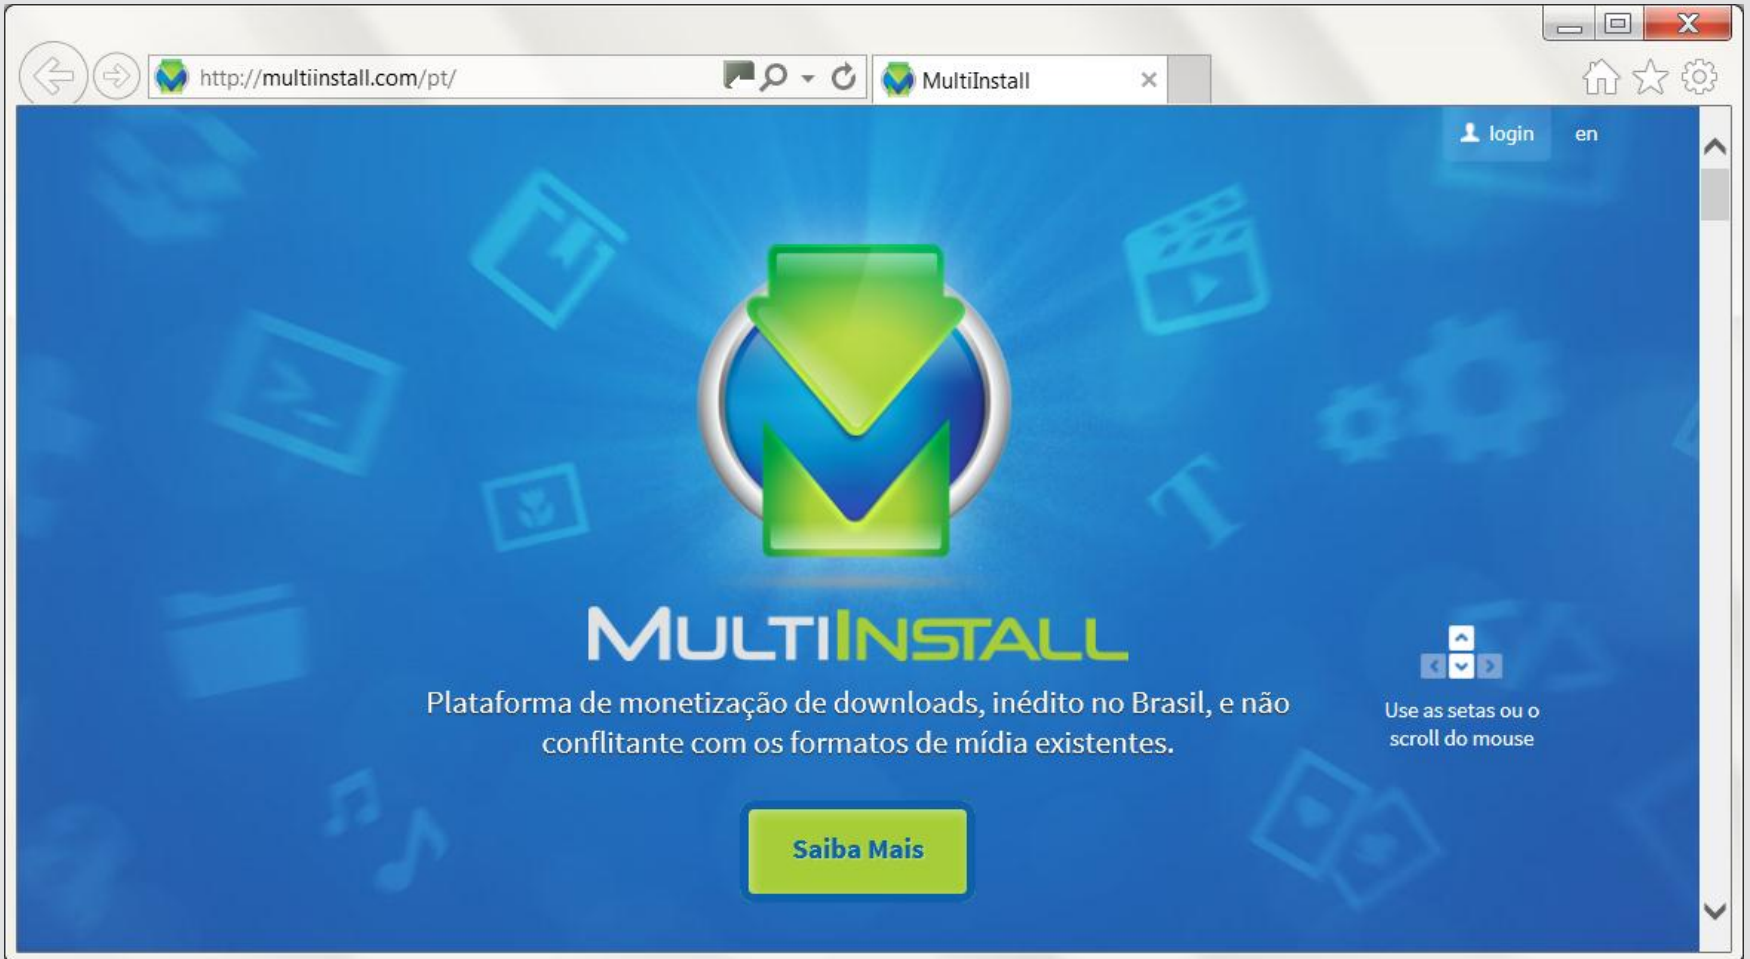 http://multiinstall.com/pt/
MultiInstall
login
en
MULTIINSTALL
Plataforma de monetização de downloads, inédito no Brasil, e não
conflitante com os formatos de mídia existentes.
Use as setas ou o
scroll do mouse
Saiba Mais